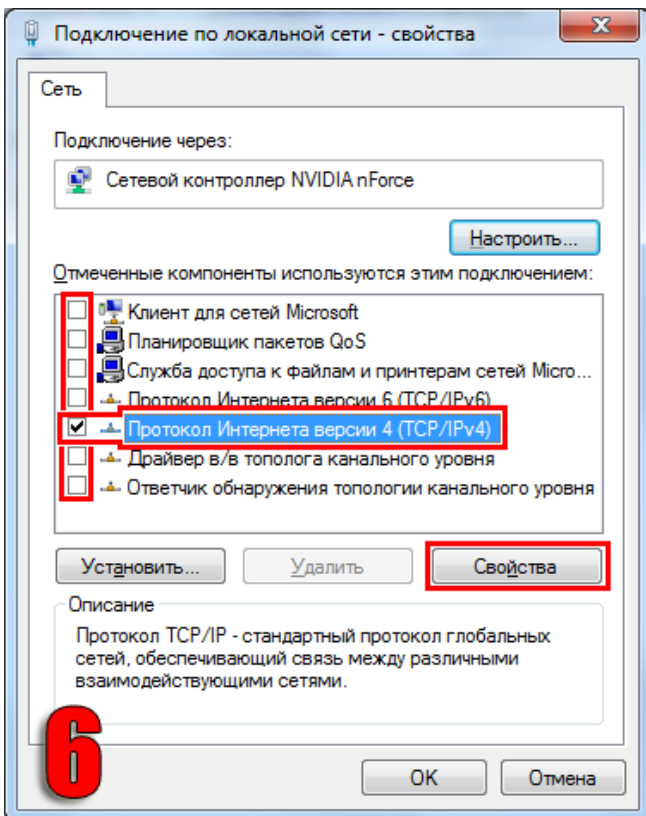 Подключение по локальной сети - свойства
Сеть
Подключение через:
Сетевой контроллер NVIDIA nForce
Настроить...
Отмеченные компоненты используются этим подключением:
Клиент для сетей Microsoft
Планировщик пакетов QoS
Служба доступа к файлам и принтерам сетей Micro...
Протокол Интернета версии 6 (TCP/IPv6)
Протокол Интернета версии 4 (TCP/IPv4)
Драйвер в/в тополога канального уровня
Ответчик обнаружения топологии канального уровня
Установить...
Удалить
Свойства
Описание
Протокол TCP/IP - стандартный протокол глобальных
сетей, обеспечивающий связь между различными
взаимодействующими сетями.
6
OK
Отмена